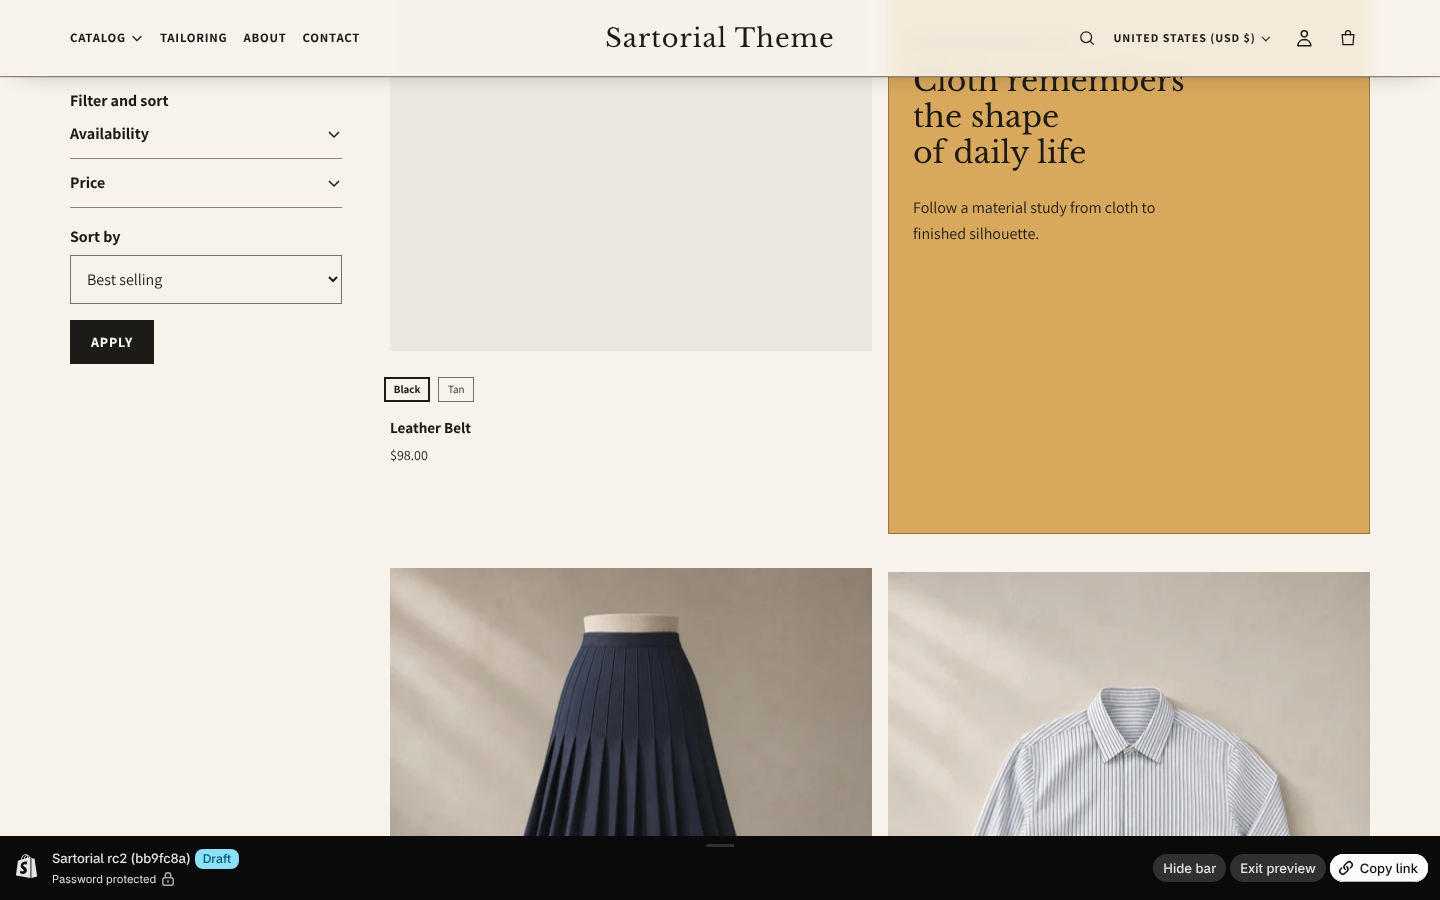 CATALOG
TAILORING
ABOUT
CONTACT
Sartorial Theme
UNITED STATES (USD $)
Filter and sort
Availability
Price
Sort by
Best selling
APPLY
Cloth remembers
the shape
of daily life
Follow a material study from cloth to
finished silhouette.
Black
Tan
Leather Belt
$98.00
Sartorial rc2 (bb9fc8a)
Draft
Password protected
Hide bar
Exit preview
Copy link